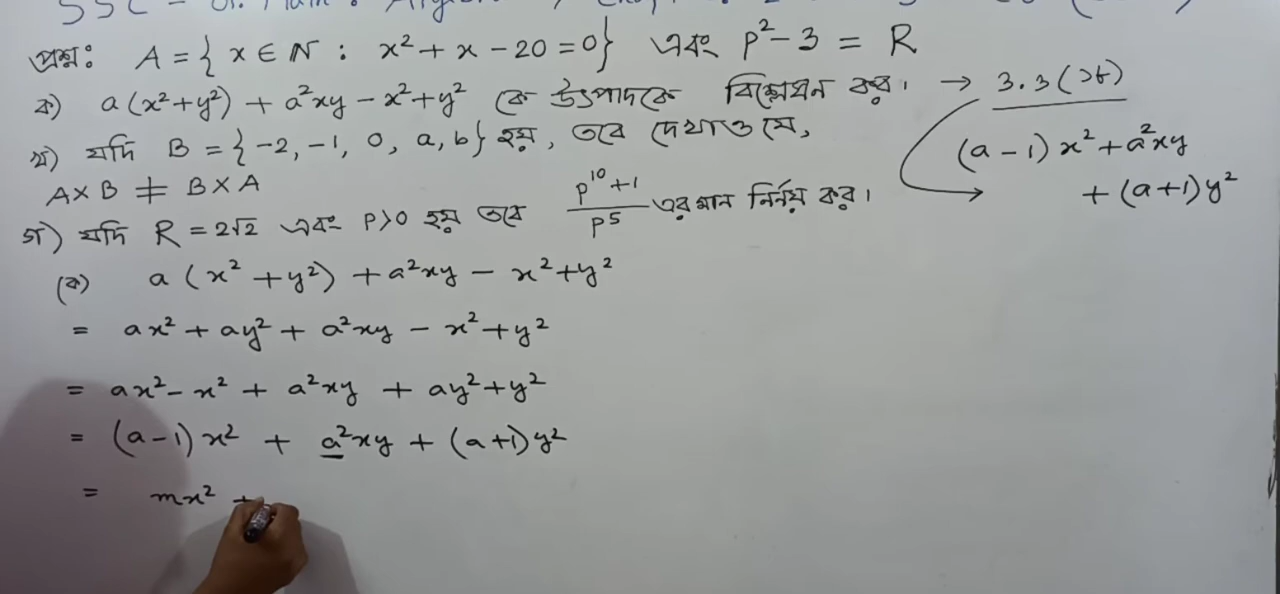 প্রশ্নঃ A = { x ∈ N : x² + x - 20 = 0 } এবং p² - 3 = R
ক) a(x² + y²) + a²xy - x² + y² কে উৎপাদকে বিশ্লেষন কর। → 3.3(১৮)
(a - 1) x² + a²xy + (a + 1) y²
খ) যদি B = { -2, -1, 0, a, b } হয়, তবে দেখাও যে,
A × B ≠ B × A
গ) যদি R = 2√2 এবং P > 0 হয় তবে (p¹⁰ + 1)/p⁵ এর মান নির্নয় কর।
(ক) a(x² + y²) + a²xy - x² + y²
= ax² + ay² + a²xy - x² + y²
= ax² - x² + a²xy + ay² + y²
= (a - 1) x² + a²xy + (a + 1) y²
= mx² +